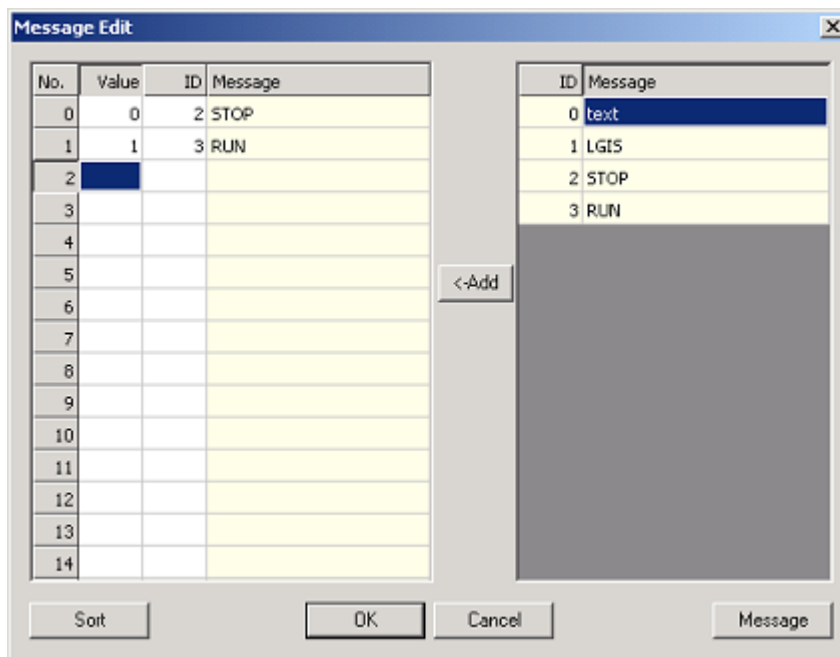 Message Edit
No. Value ID Message
0 0 2 STOP
1 1 3 RUN
2
3
4
5
6
7
8
9
10
11
12
13
14
<-Add
ID Message
0 text
1 LGIS
2 STOP
3 RUN
Sort OK Cancel Message